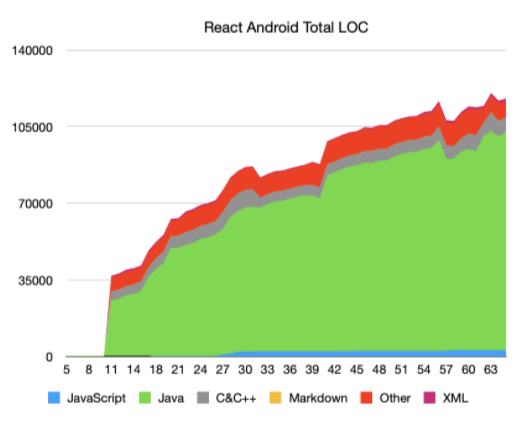 React Android Total LOC
140000
105000
70000
35000
0
5 8 11 14 18 21 24 27 30 33 36 39 42 45 48 51 54 57 60 63
JavaScript Java C&C++ Markdown Other XML